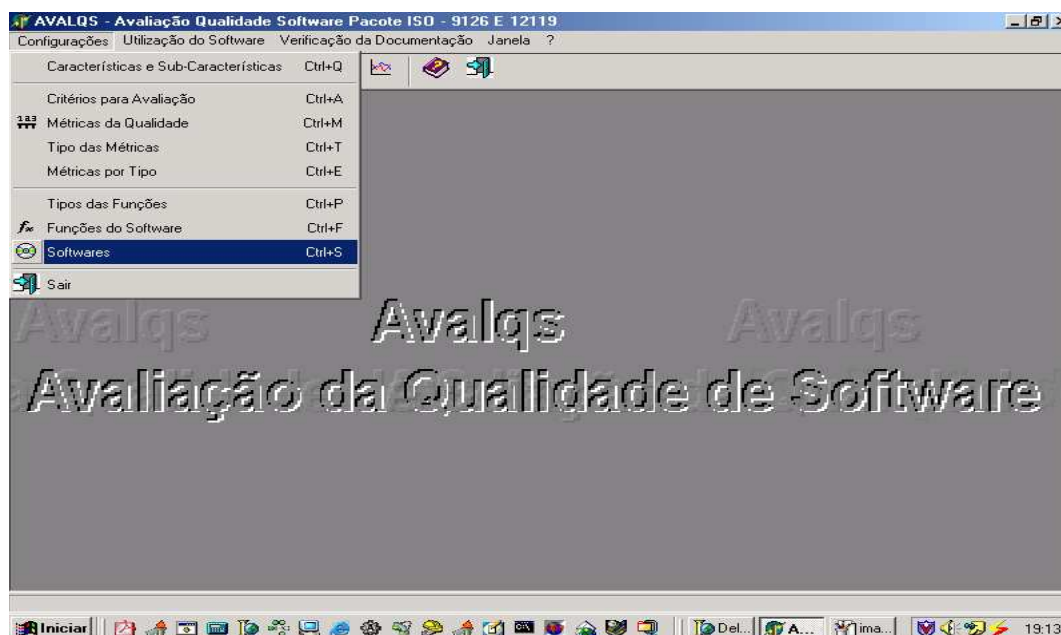 AVALQS - Avaliação Qualidade Software Pacote ISO - 9126 E 12119
Configurações Utilização do Software Verificação da Documentação Janela ?
Características e Sub-Características Ctrl+Q
Critérios para Avaliação Ctrl+A
Métricas da Qualidade Ctrl+M
Tipo das Métricas Ctrl+T
Métricas por Tipo Ctrl+E
Tipos das Funções Ctrl+P
Funções do Software Ctrl+F
Softwares Ctrl+S
Sair
Avalqs Avalqs Avalqs
Avaliação da Qualidade de Software
Iniciar Del... A... ima... 19:13